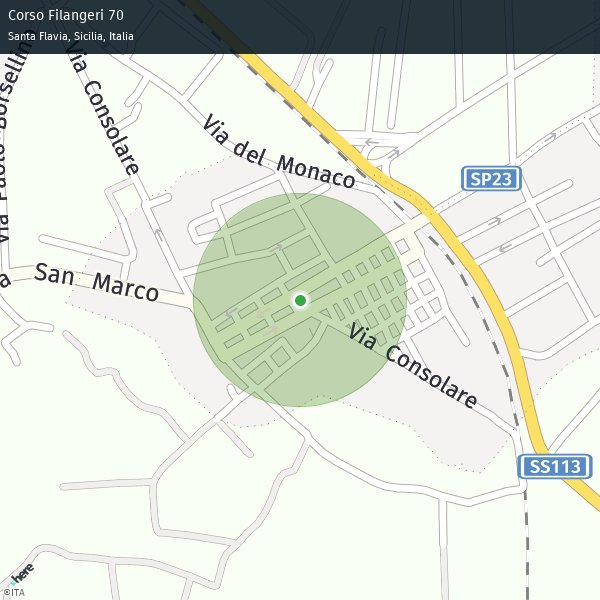 Corso Filangeri 70
Santa Flavia, Sicilia, Italia
Via Paolo Borsellin
Via Consolare
Via del Monaco
SP23
San Marco
a
Via Consolare
SS113
here
©ITA